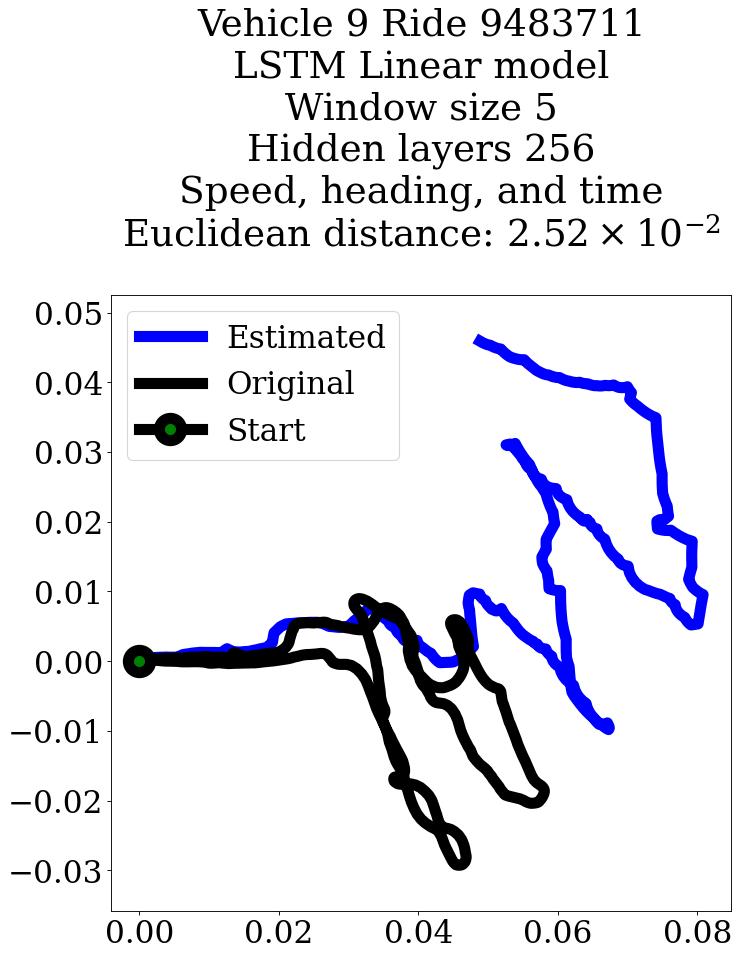 Vehicle 9 Ride 9483711
LSTM Linear model
Window size 5
Hidden layers 256
Speed, heading, and time
Euclidean distance: 2.52 × 10⁻²
Estimated
Original
Start
0.05
0.04
0.03
0.02
0.01
0.00
−0.01
−0.02
−0.03
0.00 0.02 0.04 0.06 0.08